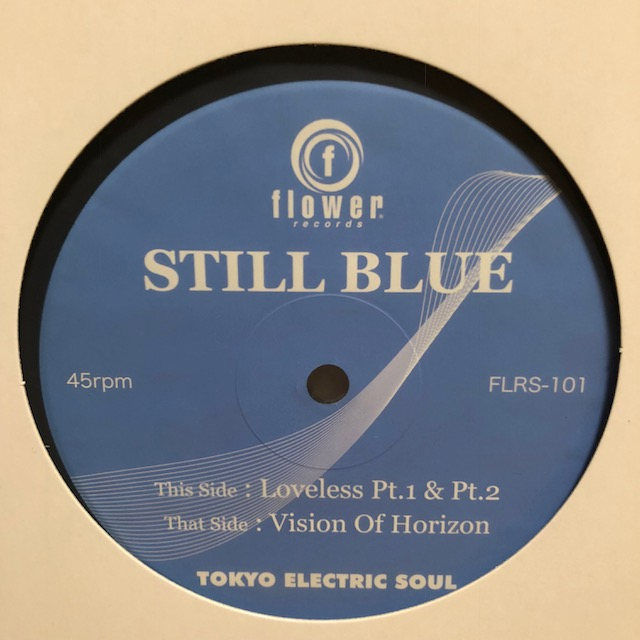 f
flower®
records
STILL BLUE
45rpm FLRS-101
This Side : Loveless Pt.1 & Pt.2
That Side : Vision Of Horizon
TOKYO ELECTRIC SOUL